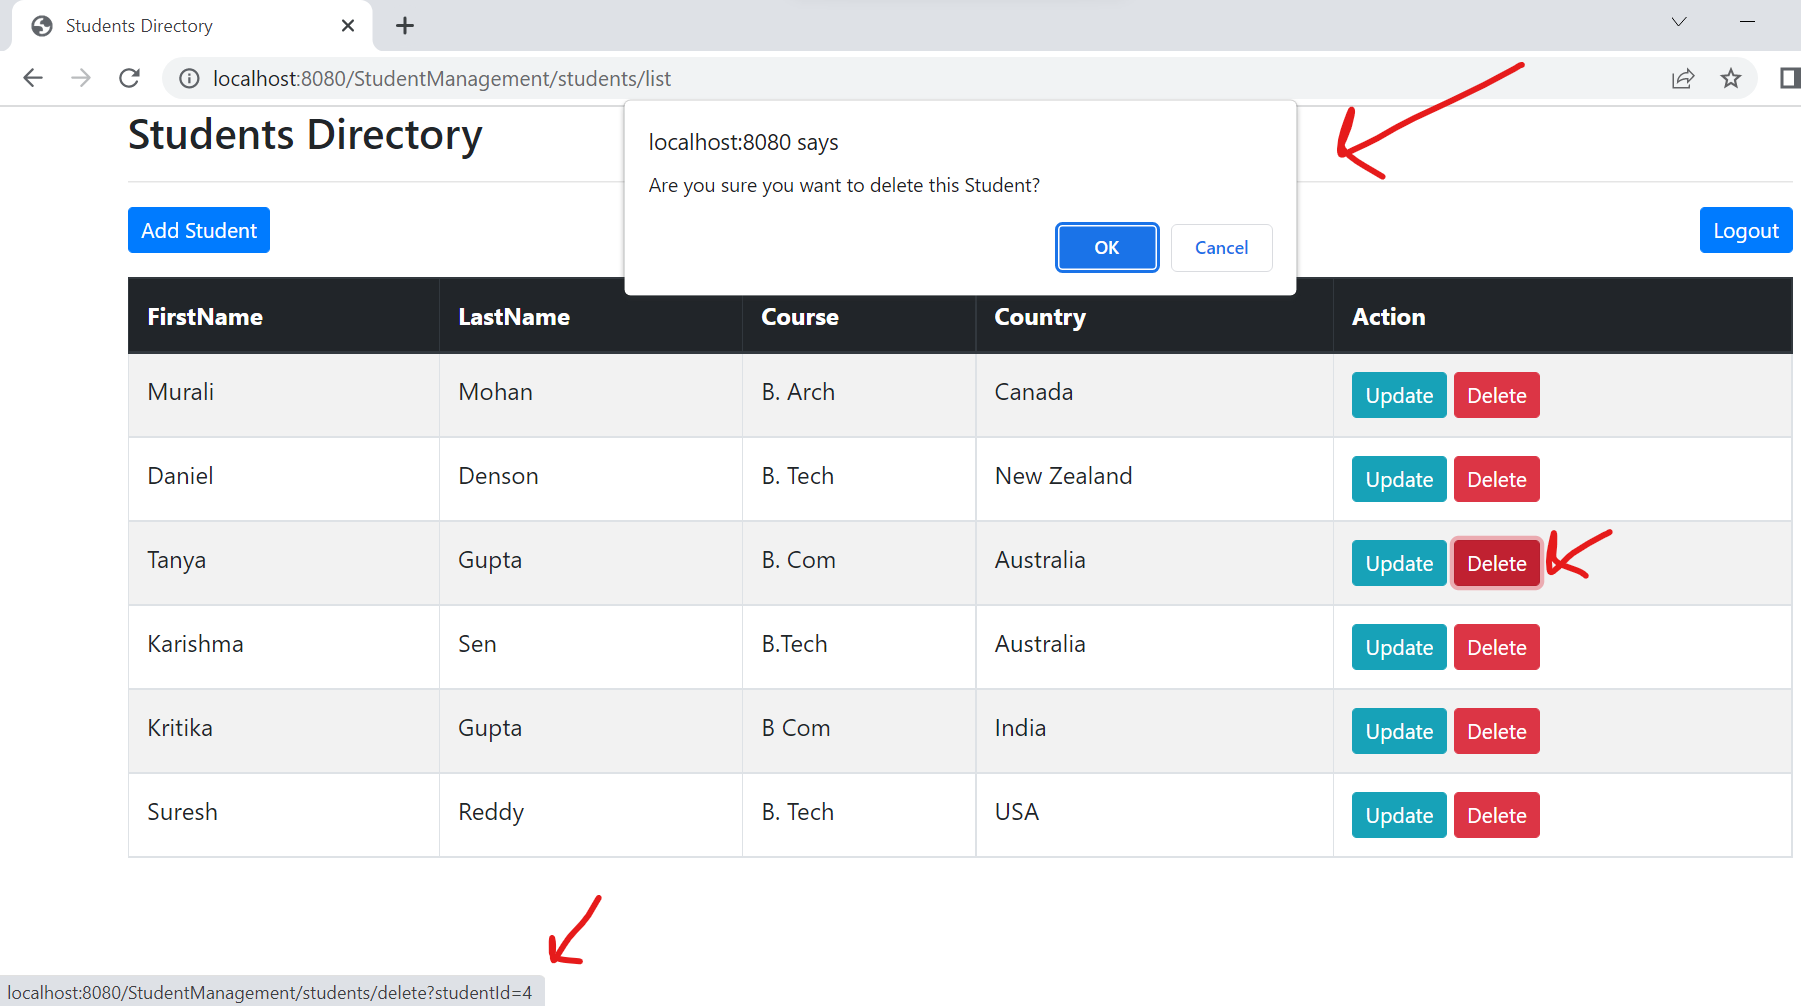 Students Directory
localhost:8080/StudentManagement/students/list
Students Directory
localhost:8080 says
Are you sure you want to delete this Student?
OK Cancel
Add Student Logout
FirstName LastName Course Country Action
Murali Mohan B. Arch Canada Update Delete
Daniel Denson B. Tech New Zealand Update Delete
Tanya Gupta B. Com Australia Update Delete
Karishma Sen B.Tech Australia Update Delete
Kritika Gupta B Com India Update Delete
Suresh Reddy B. Tech USA Update Delete
localhost:8080/StudentManagement/students/delete?studentId=4